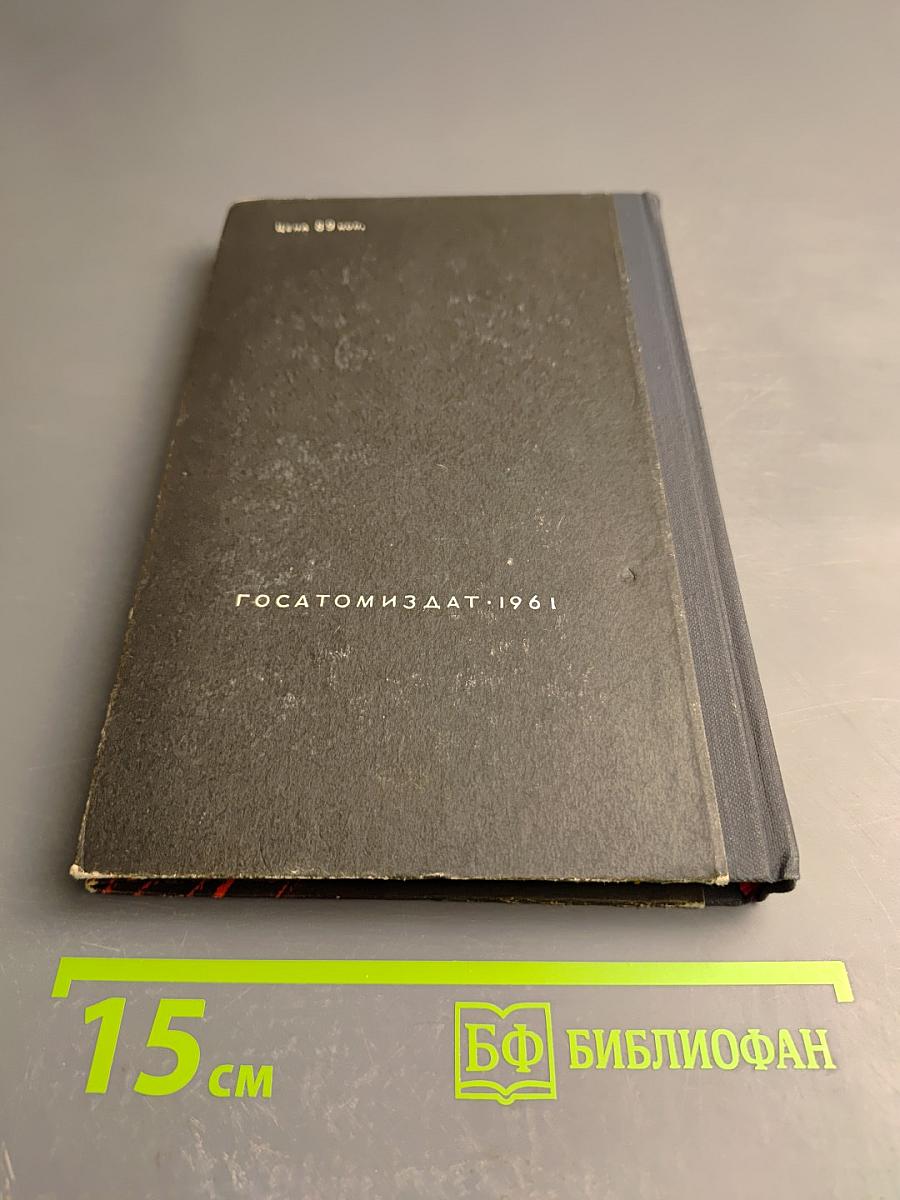 Цена 89 коп.
ГОСАТОМИЗДАТ·1961
15 см
БФ БИБЛИОФАН